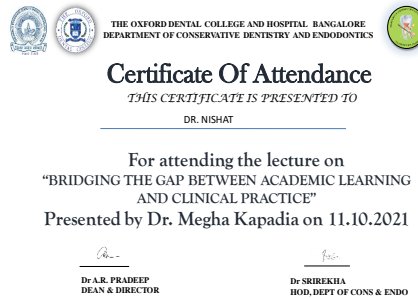 THE OXFORD DENTAL COLLEGE AND HOSPITAL BANGALORE
DEPARTMENT OF CONSERVATIVE DENTISTRY AND ENDODONTICS
Certificate Of Attendance
THIS CERTIFICATE IS PRESENTED TO
DR. NISHAT
For attending the lecture on
“BRIDGING THE GAP BETWEEN ACADEMIC LEARNING
AND CLINICAL PRACTICE”
Presented by Dr. Megha Kapadia on 11.10.2021
Dr A.R. PRADEEP
DEAN & DIRECTOR
Dr SRIREKHA
HOD, DEPT OF CONS & ENDO